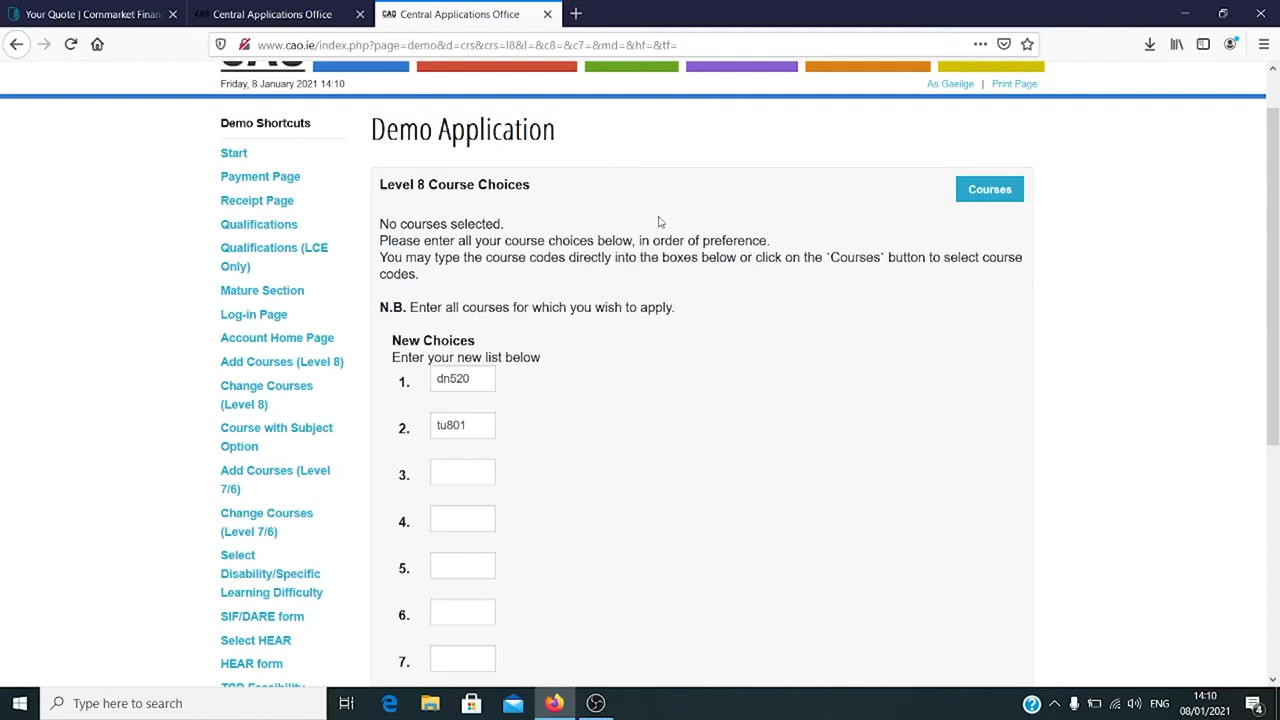 Your Quote | Cornmarket Finan
CAO Central Applications Office
CAO Central Applications Office
www.cao.ie/index.php?page=demo&d=crs&crs=l8&l=&c8=&c7=&md=&hf=&tf=
CAO
Friday, 8 January 2021 14:10
As Gaeilge | Print Page
Demo Shortcuts
Start
Payment Page
Receipt Page
Qualifications
Qualifications (LCE
Only)
Mature Section
Log-in Page
Account Home Page
Add Courses (Level 8)
Change Courses
(Level 8)
Course with Subject
Option
Add Courses (Level
7/6)
Change Courses
(Level 7/6)
Select
Disability/Specific
Learning Difficulty
SIF/DARE form
Select HEAR
HEAR form
TCD Feasibility
Demo Application
Level 8 Course Choices
Courses
No courses selected.
Please enter all your course choices below, in order of preference.
You may type the course codes directly into the boxes below or click on the `Courses` button to select course
codes.
N.B. Enter all courses for which you wish to apply.
New Choices
Enter your new list below
1. dn520
2. tu801
3.
4.
5.
6.
7.
Type here to search
ENG
14:10
08/01/2021
4